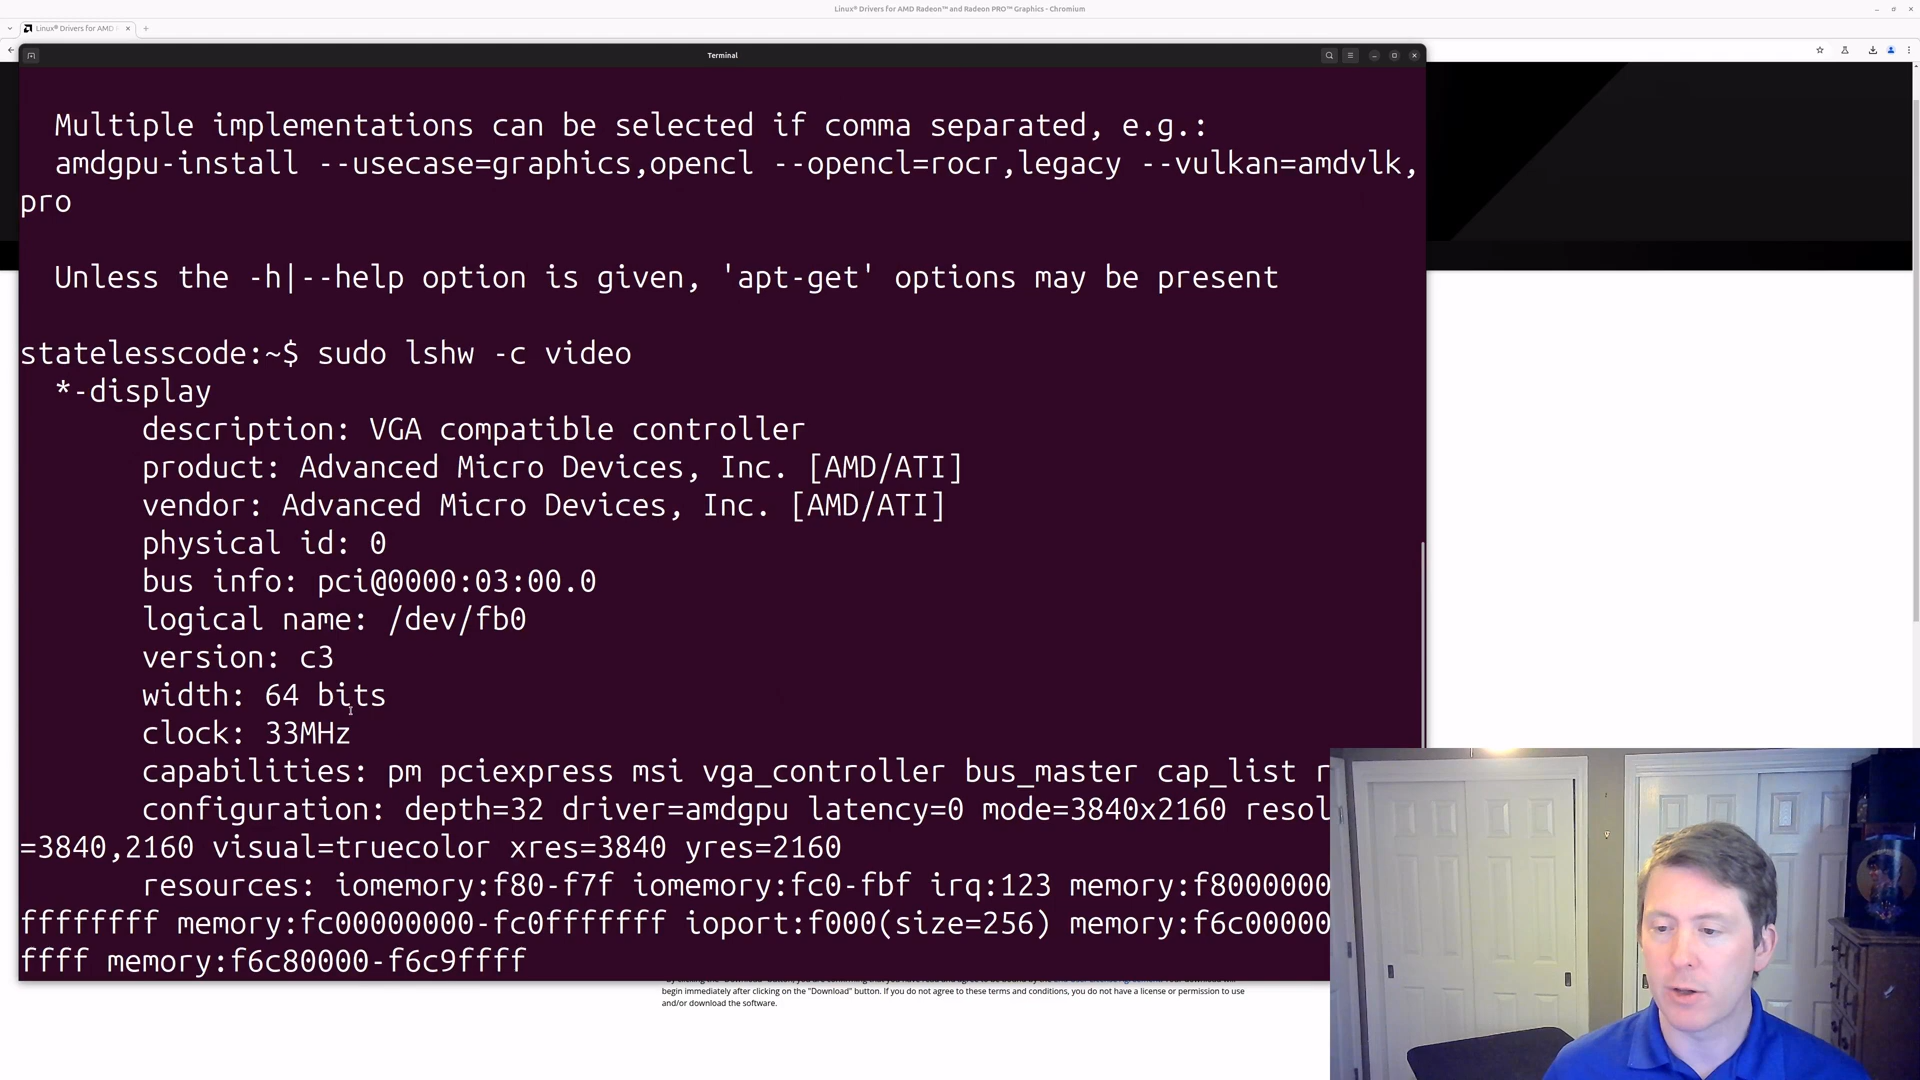 Linux® Drivers for AMD Radeon™ and Radeon PRO™ Graphics - Chromium
Linux® Drivers for AMD
Terminal
Multiple implementations can be selected if comma separated, e.g.:
amdgpu-install --usecase=graphics,opencl --opencl=rocr,legacy --vulkan=amdvlk,
pro
Unless the -h|--help option is given, 'apt-get' options may be present
statelesscode:~$ sudo lshw -c video
*-display
description: VGA compatible controller
product: Advanced Micro Devices, Inc. [AMD/ATI]
vendor: Advanced Micro Devices, Inc. [AMD/ATI]
physical id: 0
bus info: pci@0000:03:00.0
logical name: /dev/fb0
version: c3
width: 64 bits
clock: 33MHz
capabilities: pm pciexpress msi vga_controller bus_master cap_list r
configuration: depth=32 driver=amdgpu latency=0 mode=3840x2160 resol
=3840,2160 visual=truecolor xres=3840 yres=2160
resources: iomemory:f80-f7f iomemory:fc0-fbf irq:123 memory:f8000000
ffffffff memory:fc00000000-fc0fffffff ioport:f000(size=256) memory:f6c00000
ffff memory:f6c80000-f6c9ffff
begin immediately after clicking on the "Download" button. If you do not agree to these terms and conditions, you do not have a license or permission to use
and/or download the software.